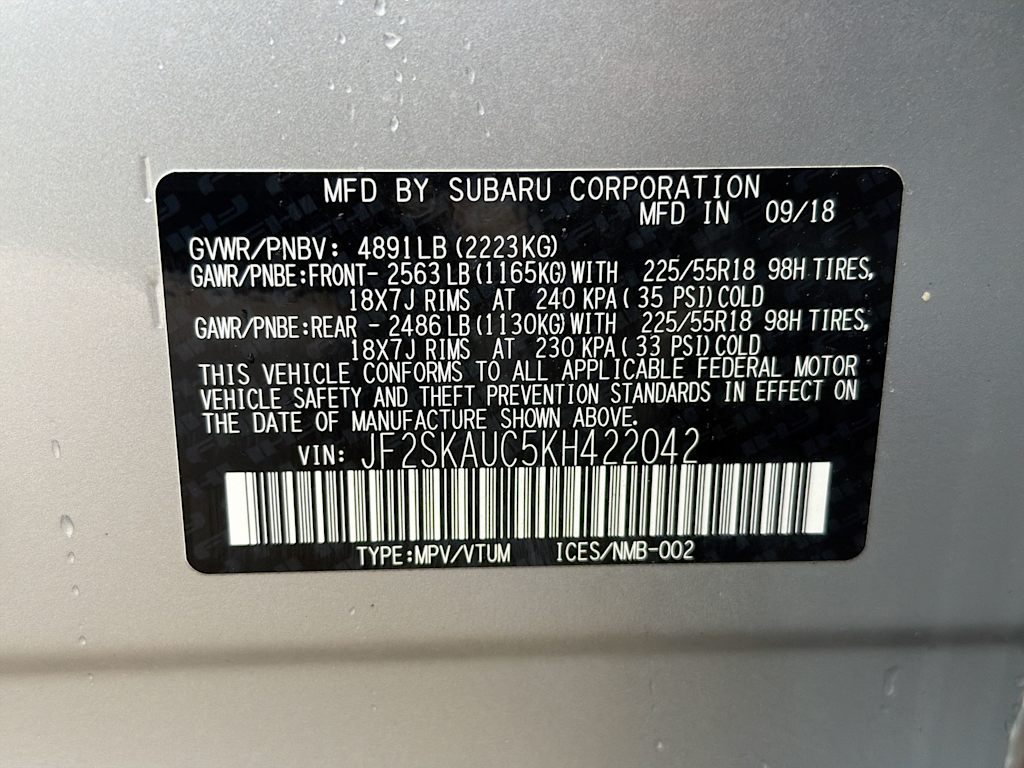 MFD BY SUBARU CORPORATION
MFD IN 09/18
GVWR/PNBV: 4891LB(2223KG)
GAWR/PNBE:FRONT- 2563LB(1165KG)WITH 225/55R18 98H TIRES,
18X7J RIMS AT 240 KPA( 35 PSI)COLD
GAWR/PNBE:REAR - 2486LB(1130KG)WITH 225/55R18 98H TIRES,
18X7J RIMS AT 230 KPA( 33 PSI)COLD
THIS VEHICLE CONFORMS TO ALL APPLICABLE FEDERAL MOTOR
VEHICLE SAFETY AND THEFT PREVENTION STANDARDS IN EFFECT ON
THE DATE OF MANUFACTURE SHOWN ABOVE.
VIN: JF2SKAUC5KH422042
TYPE:MPV/VTUM ICES/NMB-002